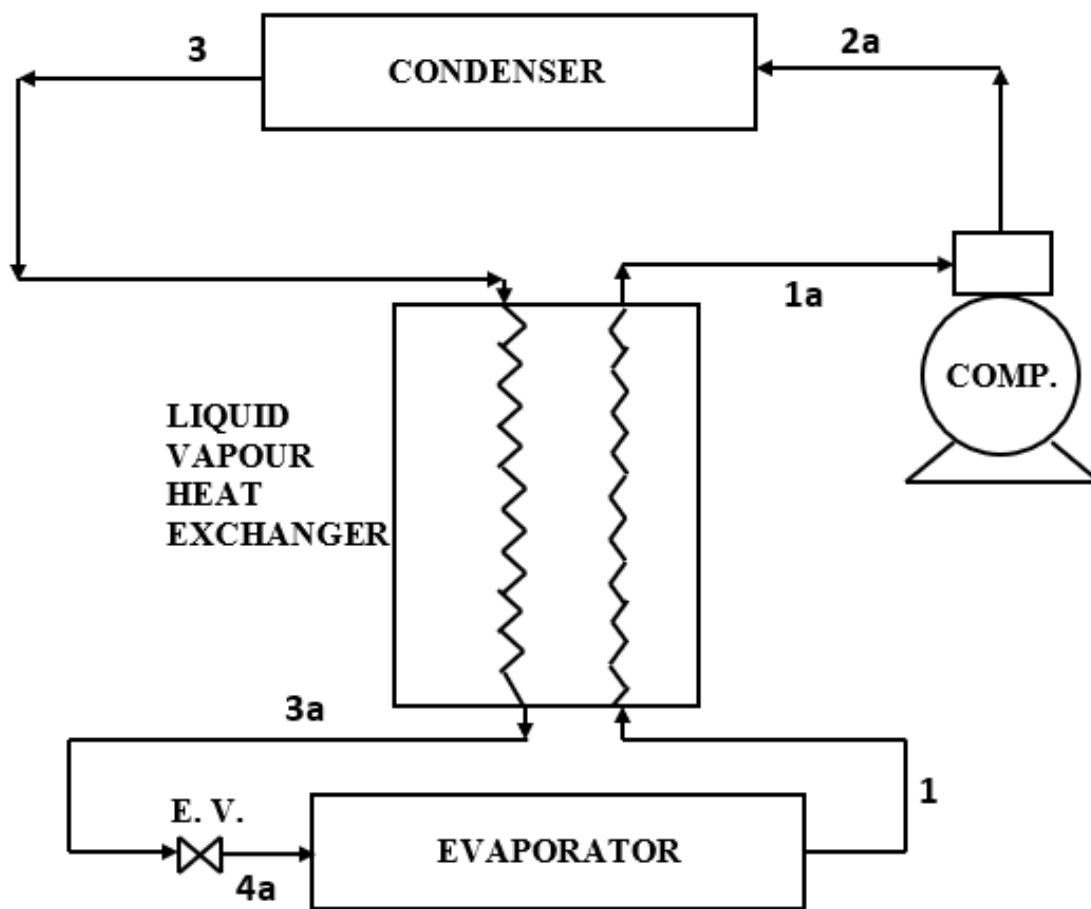 3
2a
CONDENSER
1a
COMP.
LIQUID
VAPOUR
HEAT
EXCHANGER
3a
1
E. V.
EVAPORATOR
4a